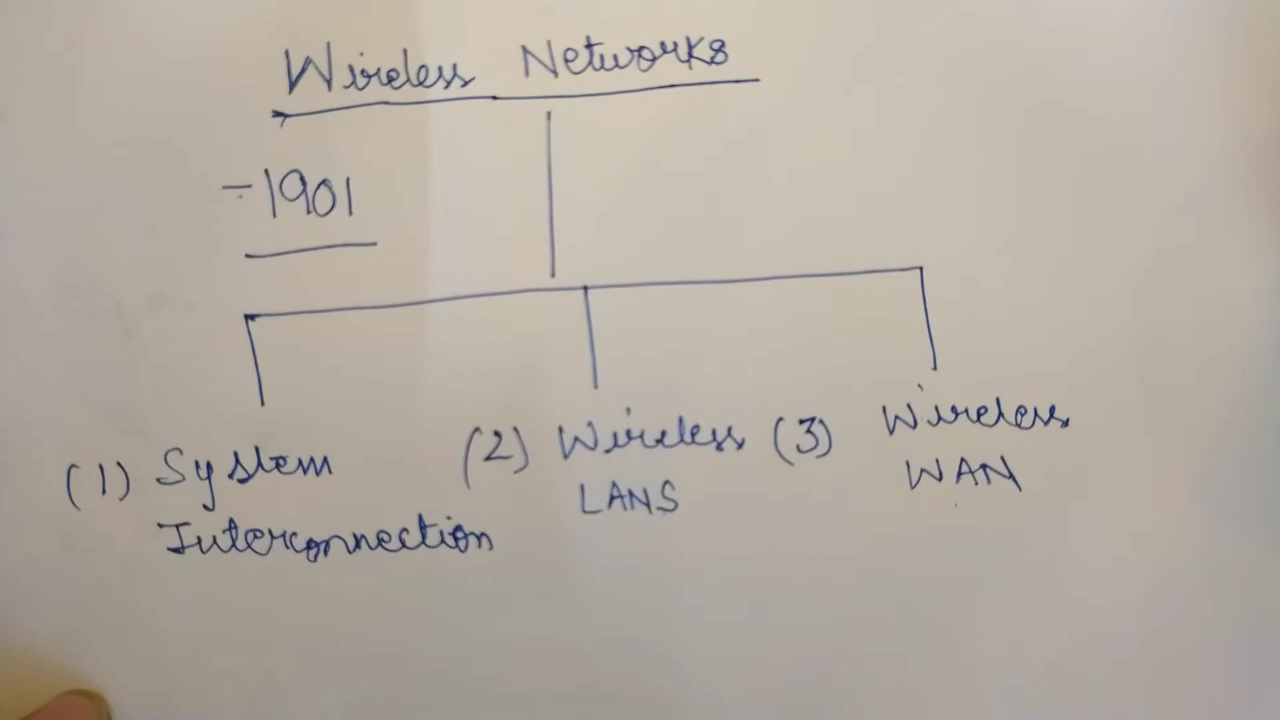 Wireless Networks
- 1901
(1) System
Interconnection
(2) Wireless
LANS
(3) Wireless
WAN